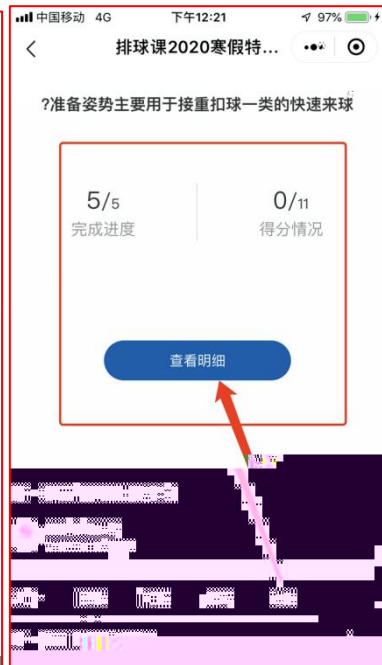 中国移动 4G 下午12:21 97%
排球课2020寒假特...
?准备姿势主要用于接重扣球一类的快速来球
5/5 0/11
完成进度 得分情况
查看明细